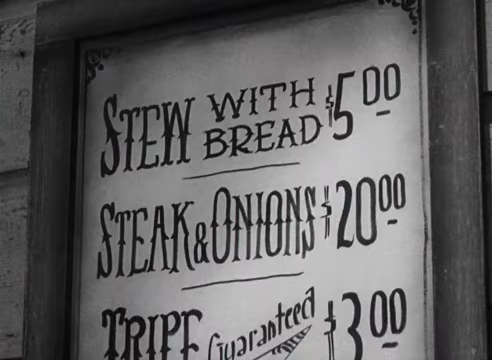 STEW WITH BREAD $5.00
STEAK & ONIONS $20.00
TRIPE Guaranteed $3.00